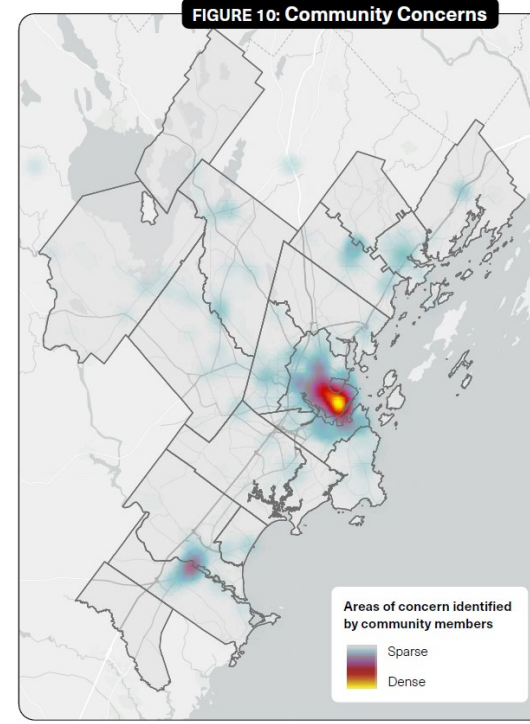 FIGURE 10: Community Concerns
Areas of concern identified
by community members
Sparse
Dense